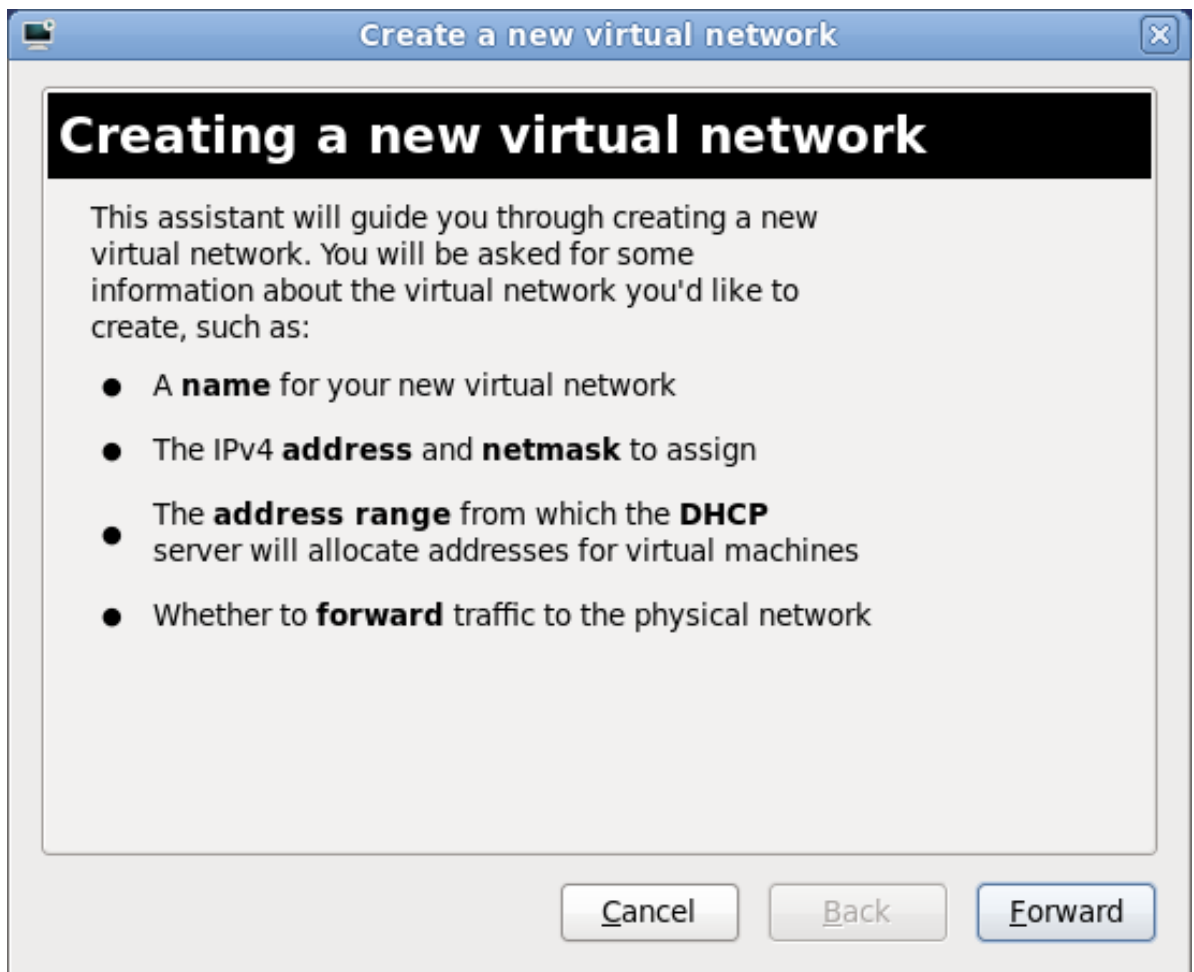 Create a new virtual network
Creating a new virtual network
This assistant will guide you through creating a new
virtual network. You will be asked for some
information about the virtual network you'd like to
create, such as:
● A name for your new virtual network
● The IPv4 address and netmask to assign
● The address range from which the DHCP
server will allocate addresses for virtual machines
● Whether to forward traffic to the physical network
Cancel Back Forward